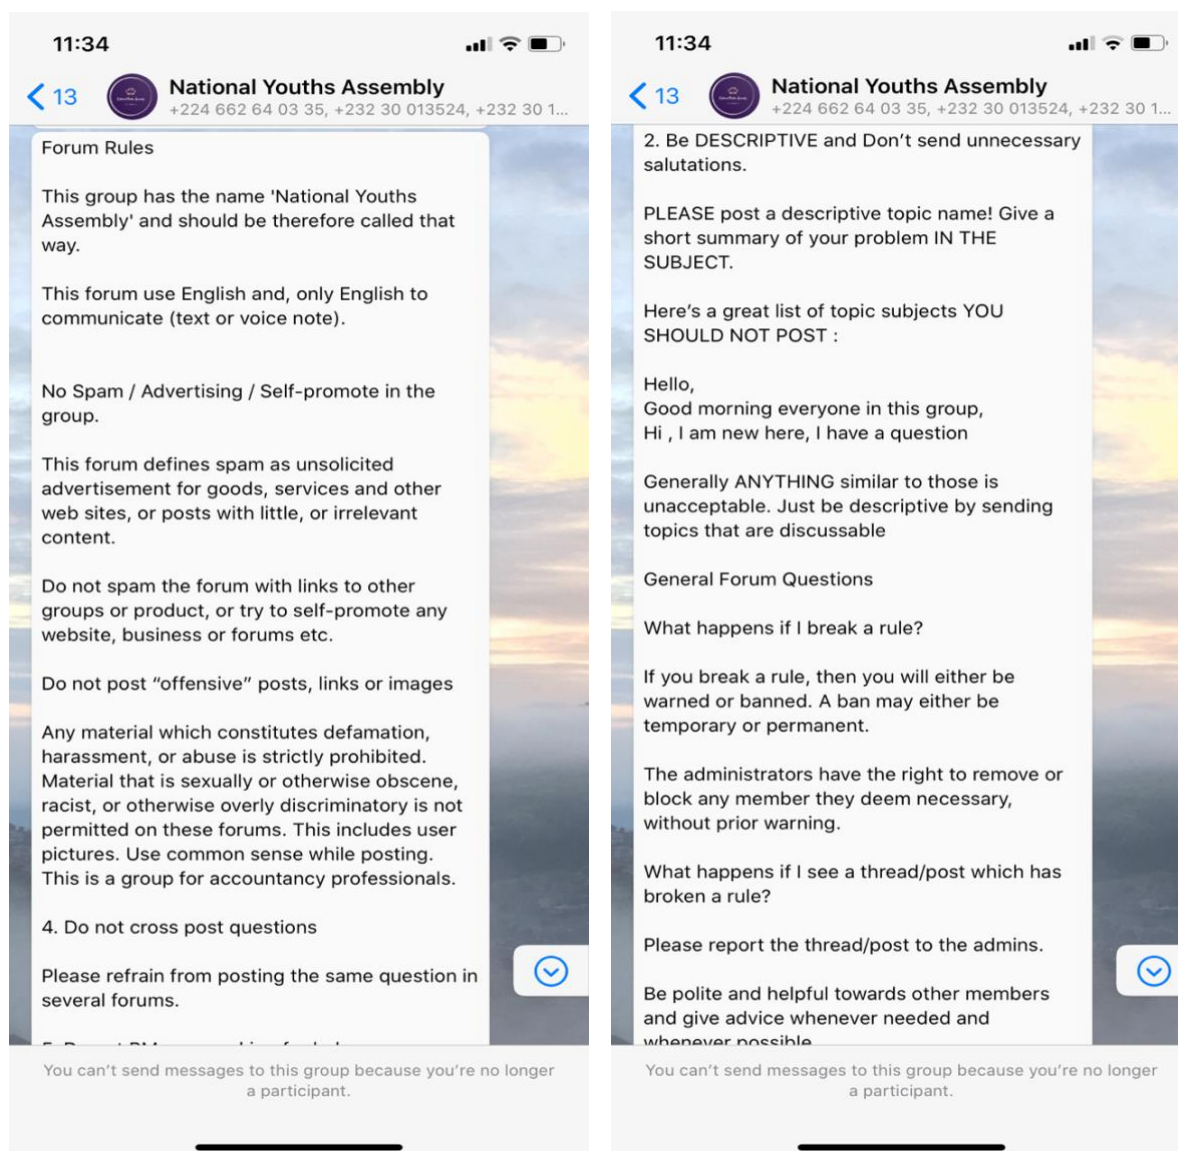 11:34
13
National Youths Assembly
+224 662 64 03 35, +232 30 013524, +232 30 1...
Forum Rules
This group has the name 'National Youths
Assembly' and should be therefore called that
way.
This forum use English and, only English to
communicate (text or voice note).
No Spam / Advertising / Self-promote in the
group.
This forum defines spam as unsolicited
advertisement for goods, services and other
web sites, or posts with little, or irrelevant
content.
Do not spam the forum with links to other
groups or product, or try to self-promote any
website, business or forums etc.
Do not post “offensive” posts, links or images
Any material which constitutes defamation,
harassment, or abuse is strictly prohibited.
Material that is sexually or otherwise obscene,
racist, or otherwise overly discriminatory is not
permitted on these forums. This includes user
pictures. Use common sense while posting.
This is a group for accountancy professionals.
4. Do not cross post questions
Please refrain from posting the same question in
several forums.
You can’t send messages to this group because you’re no longer
a participant.
11:34
13
National Youths Assembly
+224 662 64 03 35, +232 30 013524, +232 30 1...
2. Be DESCRIPTIVE and Don’t send unnecessary
salutations.
PLEASE post a descriptive topic name! Give a
short summary of your problem IN THE
SUBJECT.
Here’s a great list of topic subjects YOU
SHOULD NOT POST :
Hello,
Good morning everyone in this group,
Hi , I am new here, I have a question
Generally ANYTHING similar to those is
unacceptable. Just be descriptive by sending
topics that are discussable
General Forum Questions
What happens if I break a rule?
If you break a rule, then you will either be
warned or banned. A ban may either be
temporary or permanent.
The administrators have the right to remove or
block any member they deem necessary,
without prior warning.
What happens if I see a thread/post which has
broken a rule?
Please report the thread/post to the admins.
Be polite and helpful towards other members
and give advice whenever needed and
whenever possible
You can’t send messages to this group because you’re no longer
a participant.